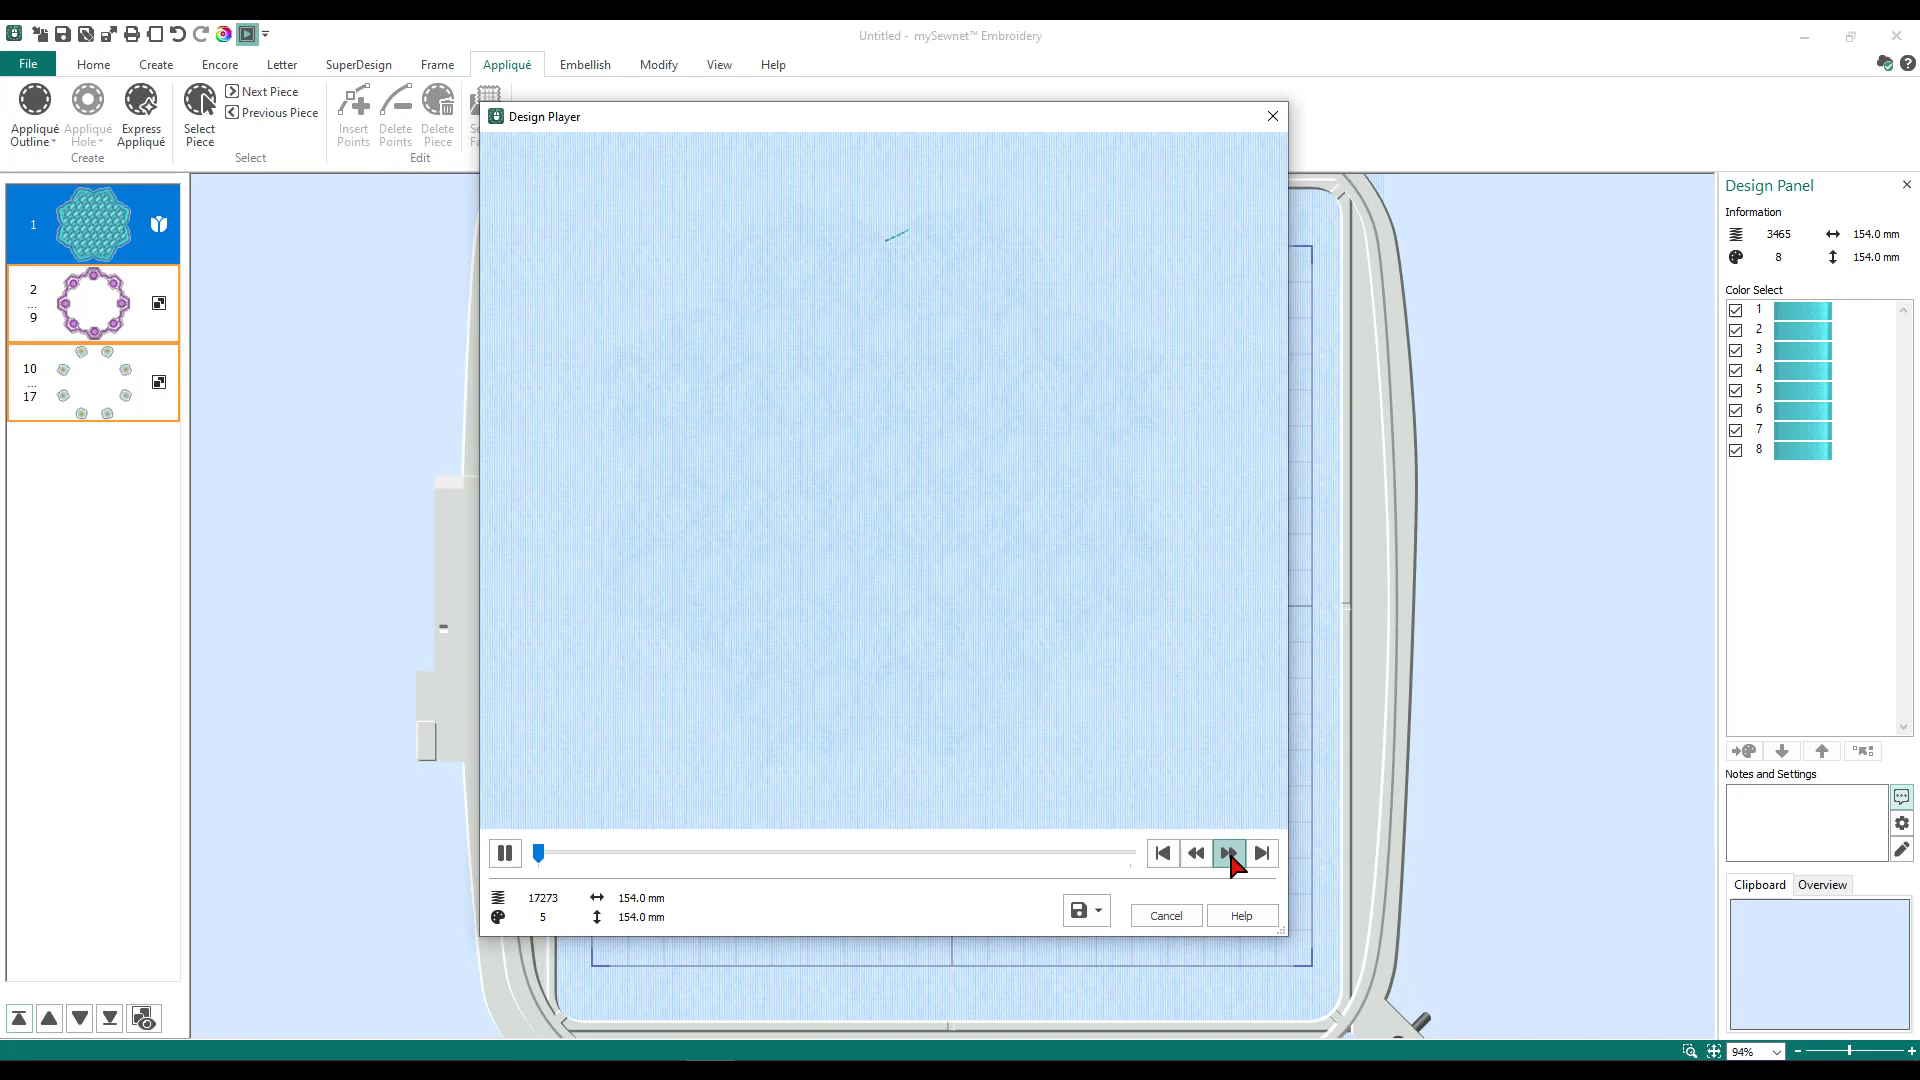 Untitled - mySewnet™ Embroidery
File Home Create Encore Letter SuperDesign Frame Appliqué Embellish Modify View Help
Appliqué Outline
Appliqué Hole
Express Appliqué
Create
Select Piece
Next Piece
Previous Piece
Select
Insert Points
Delete Points
Delete Piece
Edit
Design Player
1
2
...
9
10
...
17
17273
154.0 mm
5
154.0 mm
Cancel
Help
Design Panel
Information
3465 154.0 mm
8 154.0 mm
Color Select
1
2
3
4
5
6
7
8
Notes and Settings
Clipboard Overview
94%